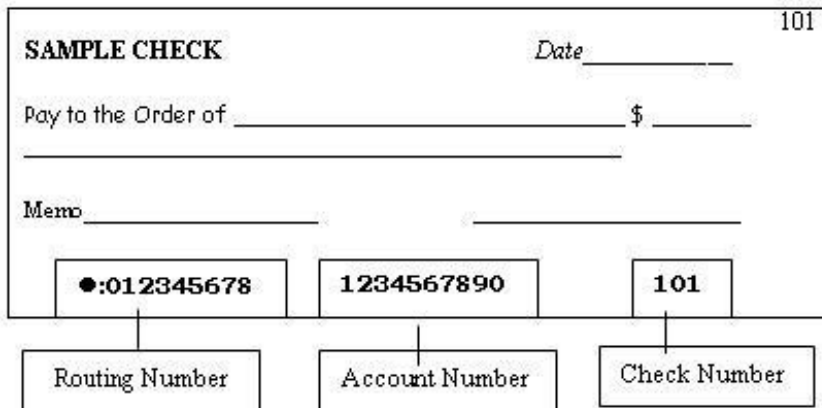 101
SAMPLE CHECK Date
Pay to the Order of $
Memo
●:012345678 1234567890 101
Routing Number Account Number Check Number